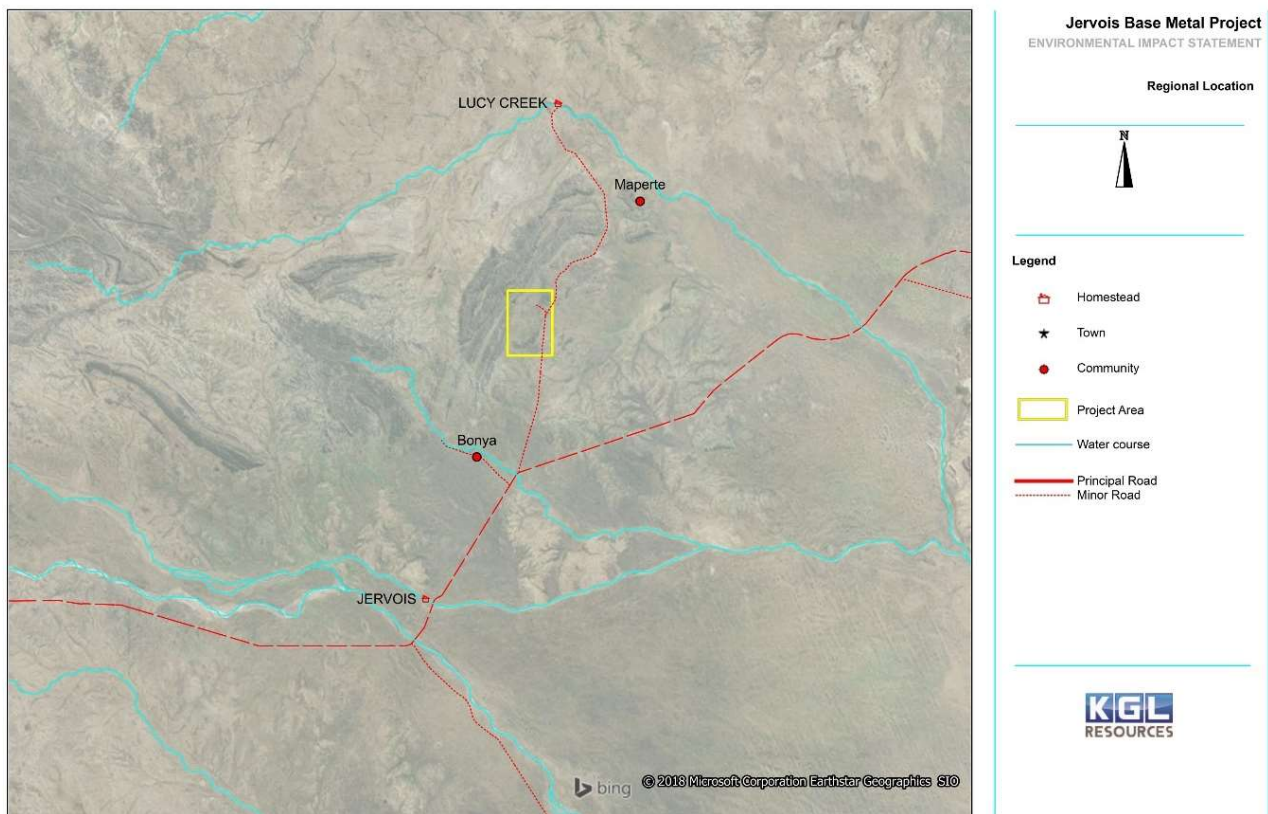 Jervois Base Metal Project
ENVIRONMENTAL IMPACT STATEMENT
Regional Location
N
LUCY CREEK
Maperte
Bonya
JERVOIS
Legend
Homestead
Town
Community
Project Area
Water course
Principal Road
Minor Road
KGL
RESOURCES
bing
© 2018 Microsoft Corporation Earthstar Geographics SIO